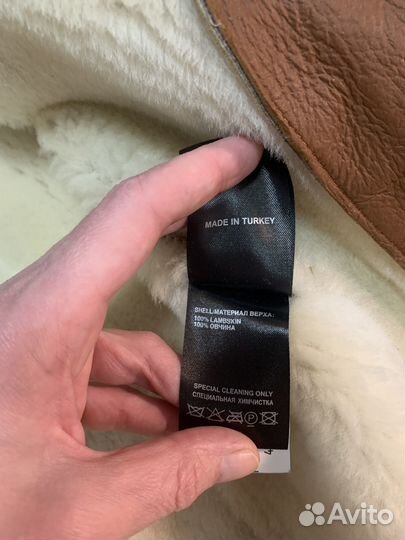 MADE IN TURKEY
SHELL/МАТЕРИАЛ ВЕРХА:
100% LAMBSKIN
100% ОВЧИНА
SPECIAL CLEANING ONLY
СПЕЦИАЛЬНАЯ ХИМЧИСТКА
P
Avito